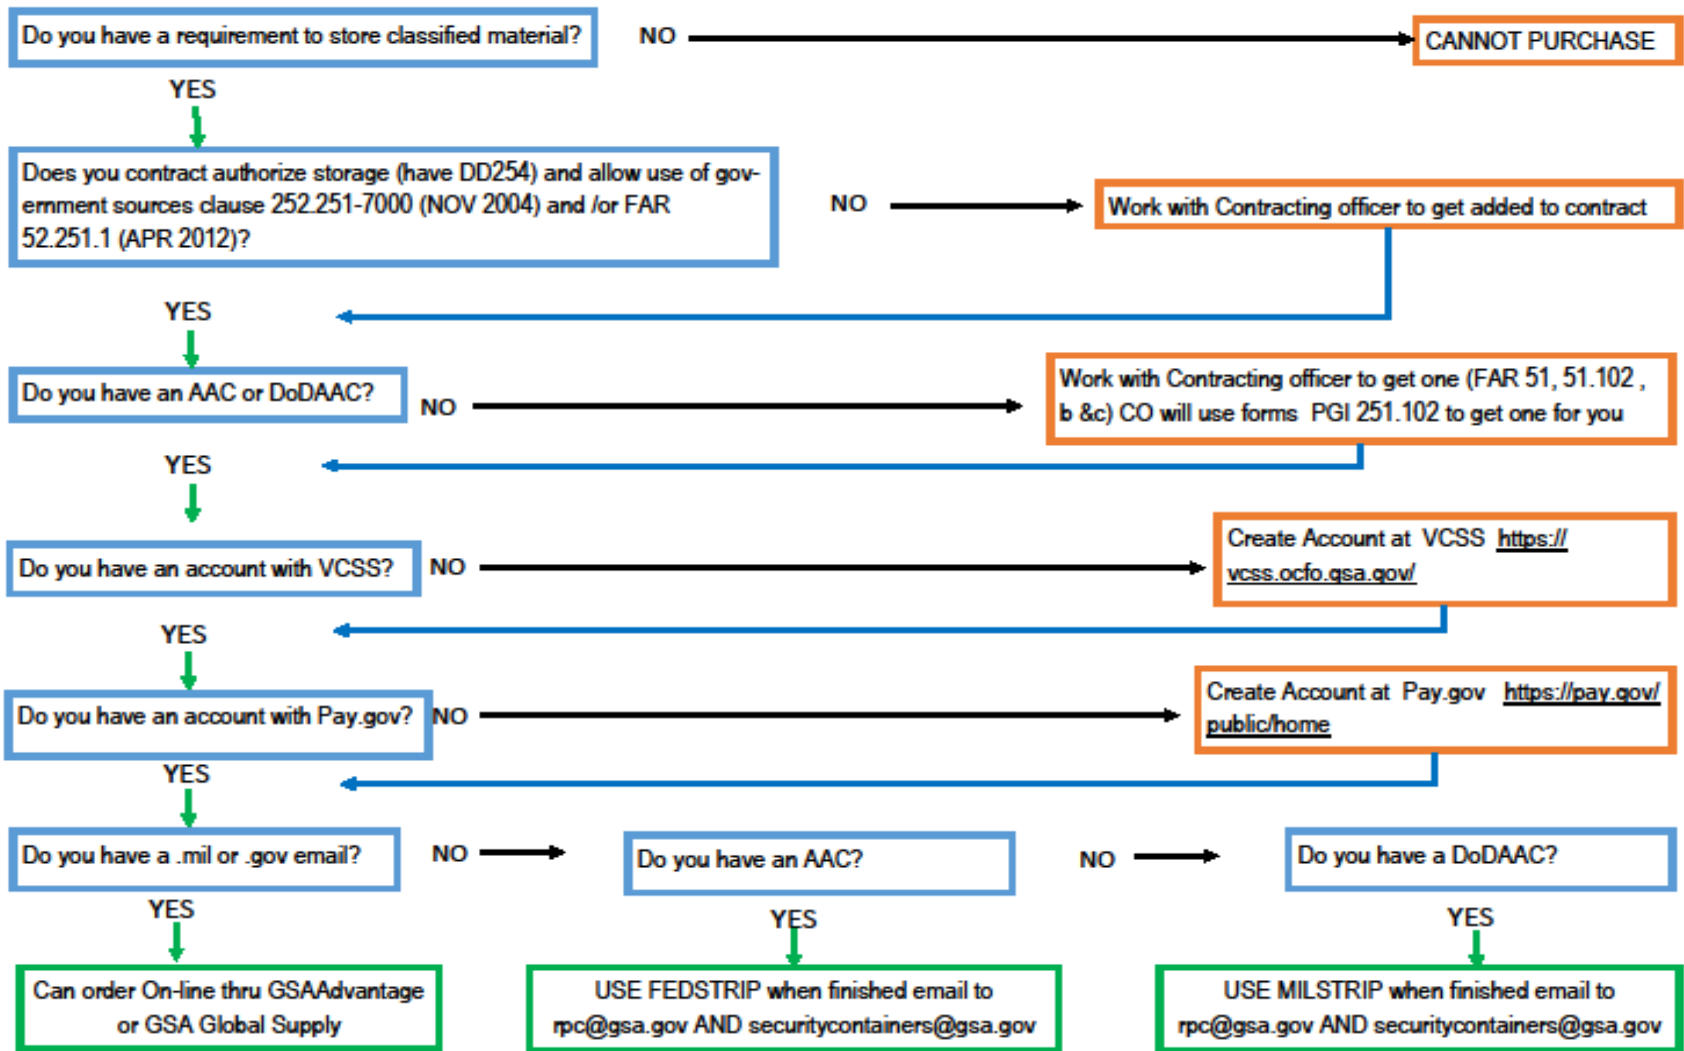 Do you have a requirement to store classified material?
NO
CANNOT PURCHASE
YES
Does you contract authorize storage (have DD254) and allow use of gov-
ernment sources clause 252.251-7000 (NOV 2004) and /or FAR
52.251.1 (APR 2012)?
NO
Work with Contracting officer to get added to contract
YES
Do you have an AAC or DoDAAC?
NO
Work with Contracting officer to get one (FAR 51, 51.102 ,
b &c) CO will use forms PGI 251.102 to get one for you
YES
Do you have an account with VCSS?
NO
Create Account at VCSS https://
vcss.ocfo.gsa.gov/
YES
Do you have an account with Pay.gov?
NO
Create Account at Pay.gov https://pay.gov/
public/home
YES
Do you have a .mil or .gov email?
NO
Do you have an AAC?
NO
Do you have a DoDAAC?
YES
YES
YES
Can order On-line thru GSAAdvantage
or GSA Global Supply
USE FEDSTRIP when finished email to
rpc@gsa.gov AND securitycontainers@gsa.gov
USE MILSTRIP when finished email to
rpc@gsa.gov AND securitycontainers@gsa.gov